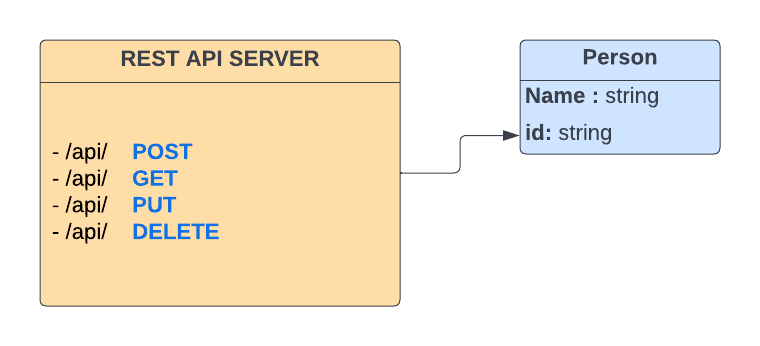 REST API SERVER
- /api/ POST
- /api/ GET
- /api/ PUT
- /api/ DELETE
Person
Name : string
id: string